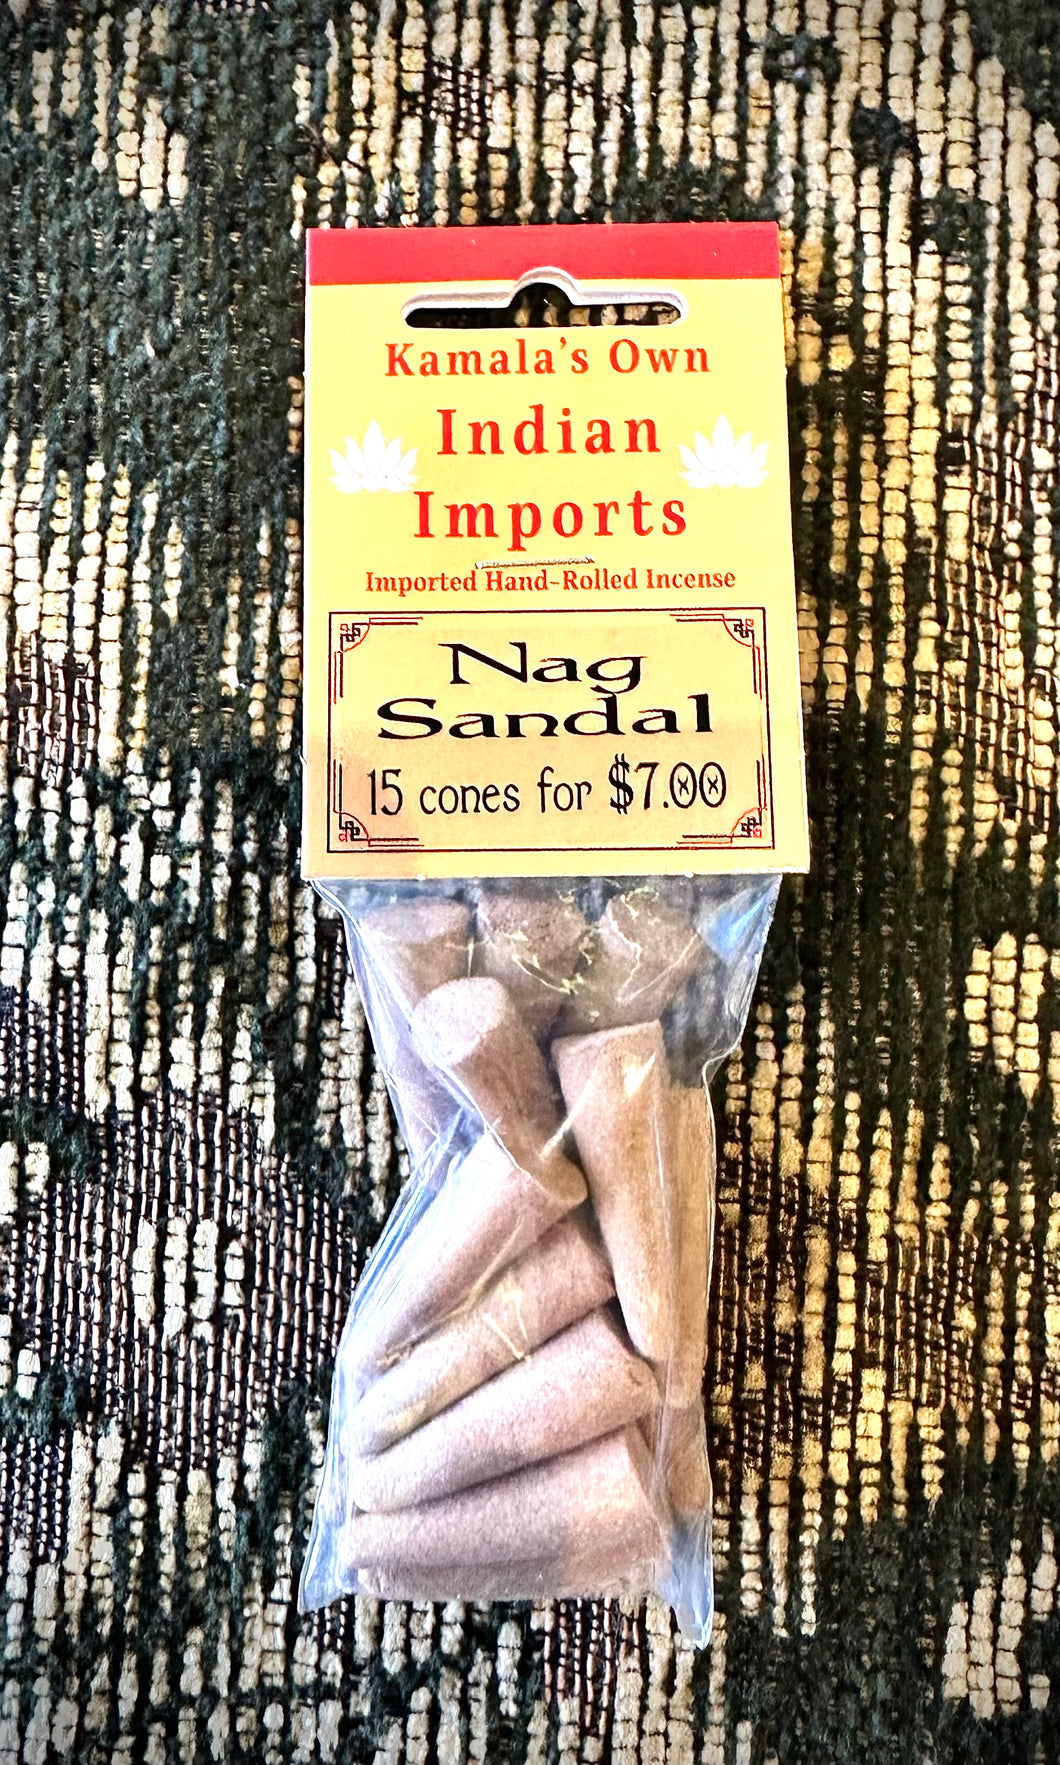 Kamala's Own
Indian
Imports
Imported Hand-Rolled Incense
Nag
Sandal
15 cones for $7.00